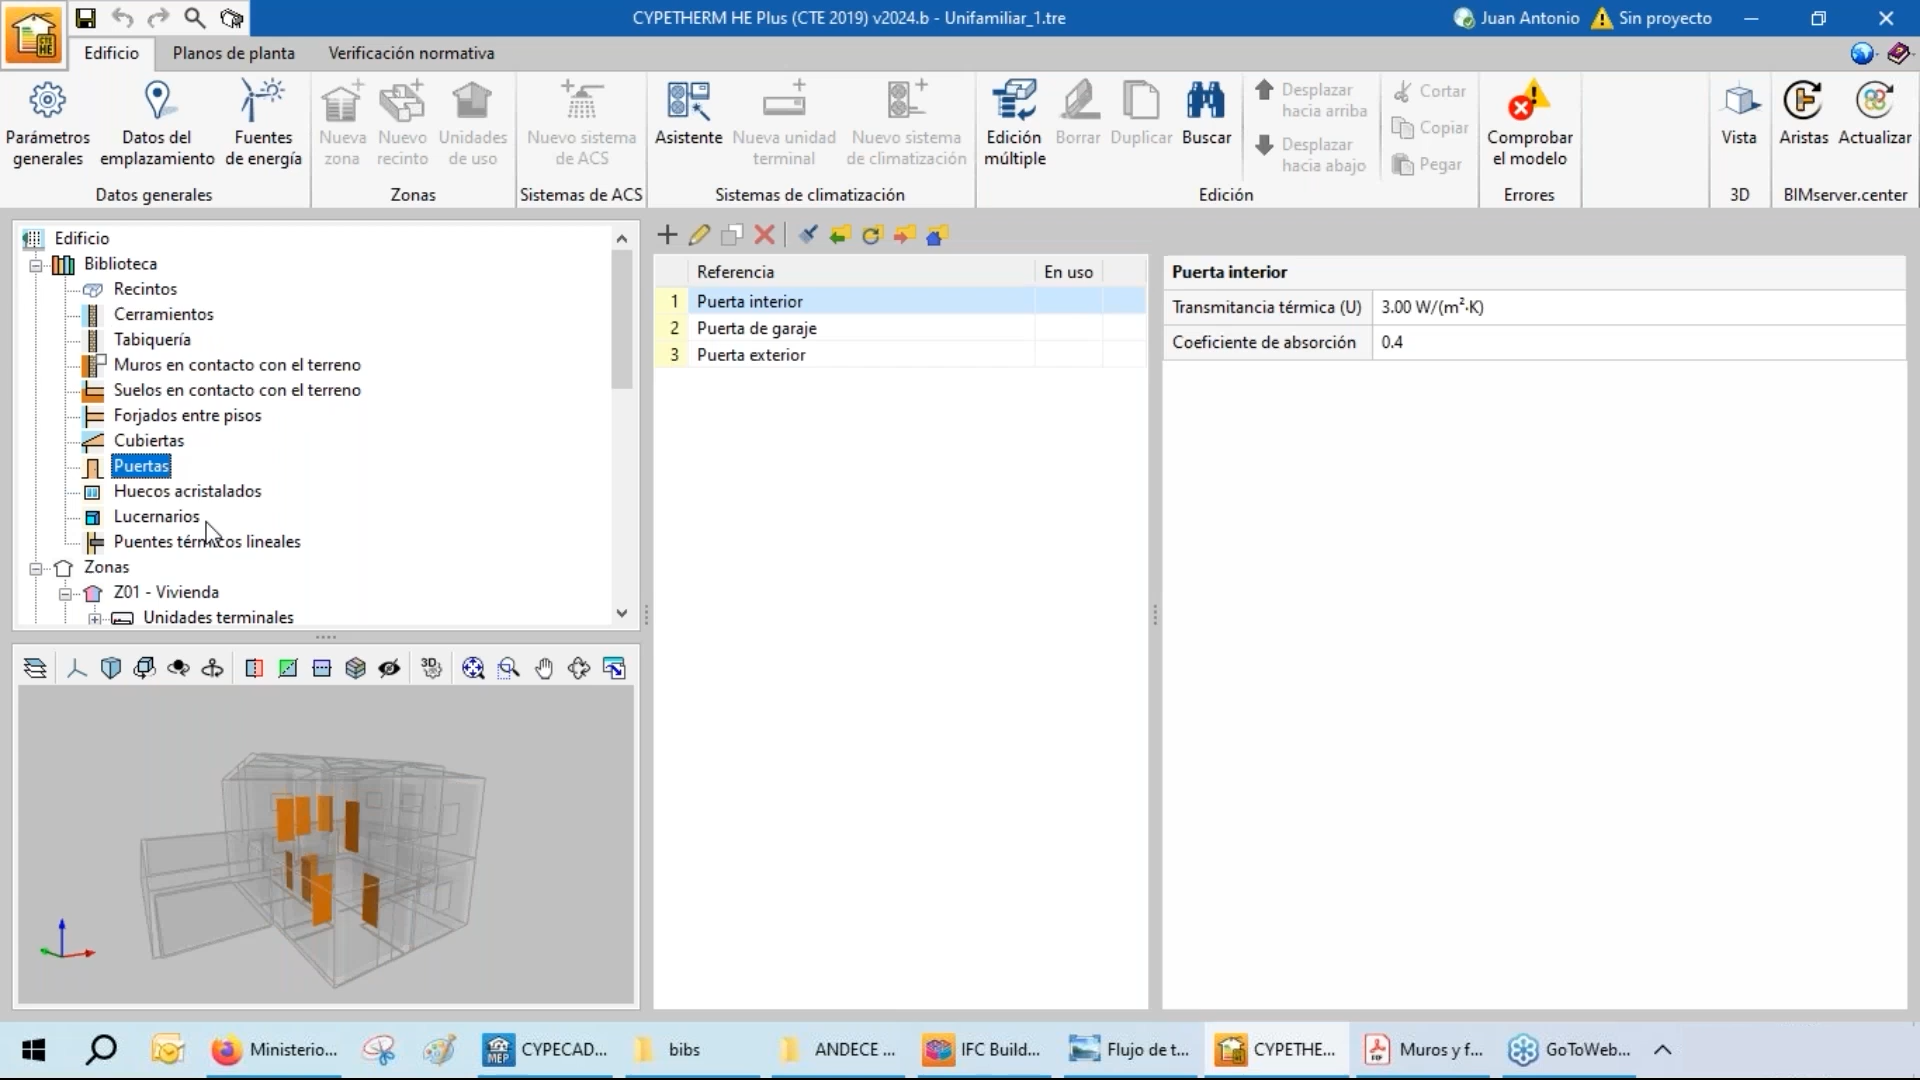 CYPETHERM HE Plus (CTE 2019) v2024.b - Unifamiliar_1.tre
Juan Antonio
Sin proyecto
CTE
HE
Edificio
Planos de planta
Verificación normativa
Parámetros generales
Datos del emplazamiento
Fuentes de energía
Nueva zona
Nuevo recinto
Unidades de uso
Nuevo sistema de ACS
Asistente
Nueva unidad terminal
Nuevo sistema de climatización
Edición múltiple
Borrar
Duplicar
Buscar
Desplazar hacia arriba
Desplazar hacia abajo
Cortar
Copiar
Pegar
Comprobar el modelo
Vista
Aristas
Actualizar
Datos generales
Zonas
Sistemas de ACS
Sistemas de climatización
Edición
Errores
3D
BIMserver.center
Edificio
Biblioteca
Recintos
Cerramientos
Tabiquería
Muros en contacto con el terreno
Suelos en contacto con el terreno
Forjados entre pisos
Cubiertas
Puertas
Huecos acristalados
Lucernarios
Puentes térmicos lineales
Zonas
Z01 - Vivienda
Unidades terminales
Referencia
En uso
1 Puerta interior
2 Puerta de garaje
3 Puerta exterior
Puerta interior
Transmitancia térmica (U) 3.00 W/(m²·K)
Coeficiente de absorción 0.4
3D
Ministerio...
MEP
CYPECAD...
bibs
ANDECE ...
IFC Build...
Flujo de t...
CYPETHE...
Muros y f...
GoToWeb...